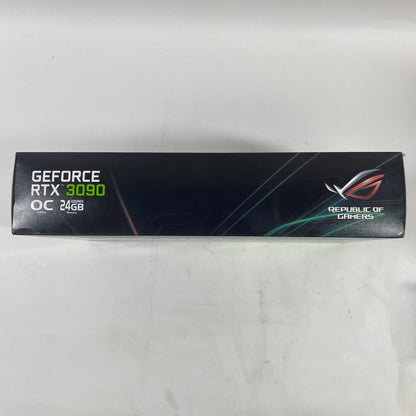 GEFORCE
RTX 3090
OC 24GB
REPUBLIC OF
GAMERS